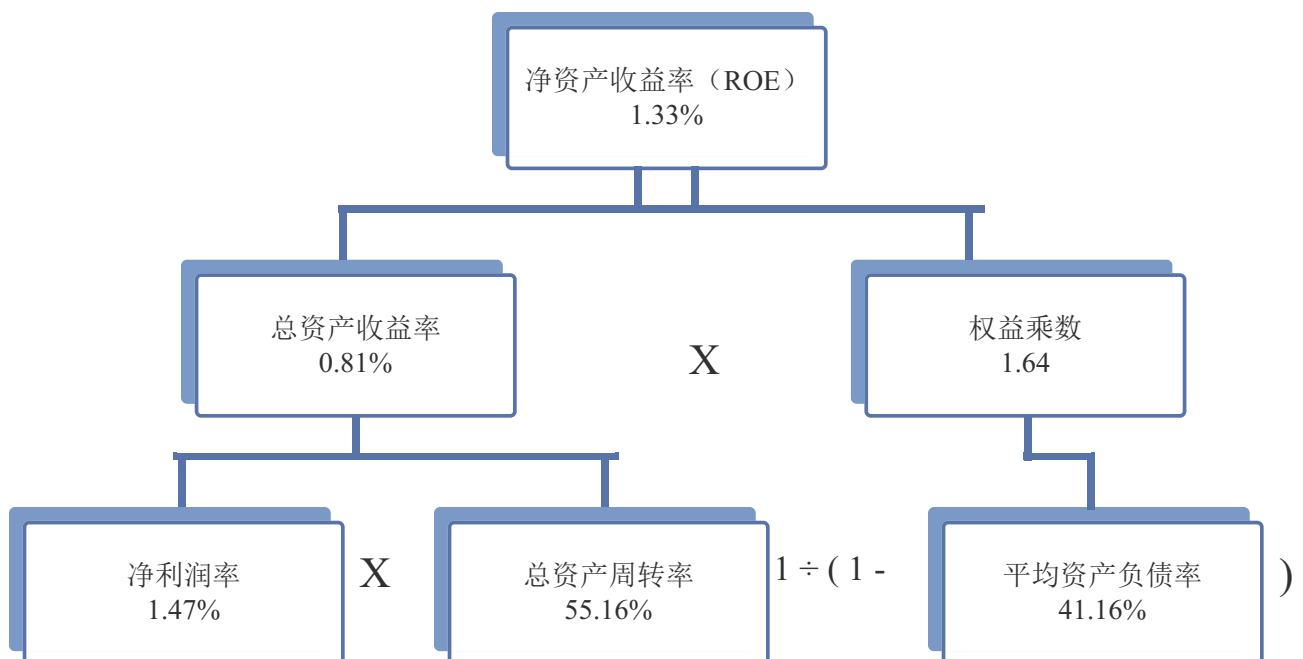 净资产收益率（ROE）
1.33%
总资产收益率
0.81%
X
权益乘数
1.64
净利润率
1.47%
X
总资产周转率
55.16%
1 ÷ ( 1 -
平均资产负债率
41.16%
)